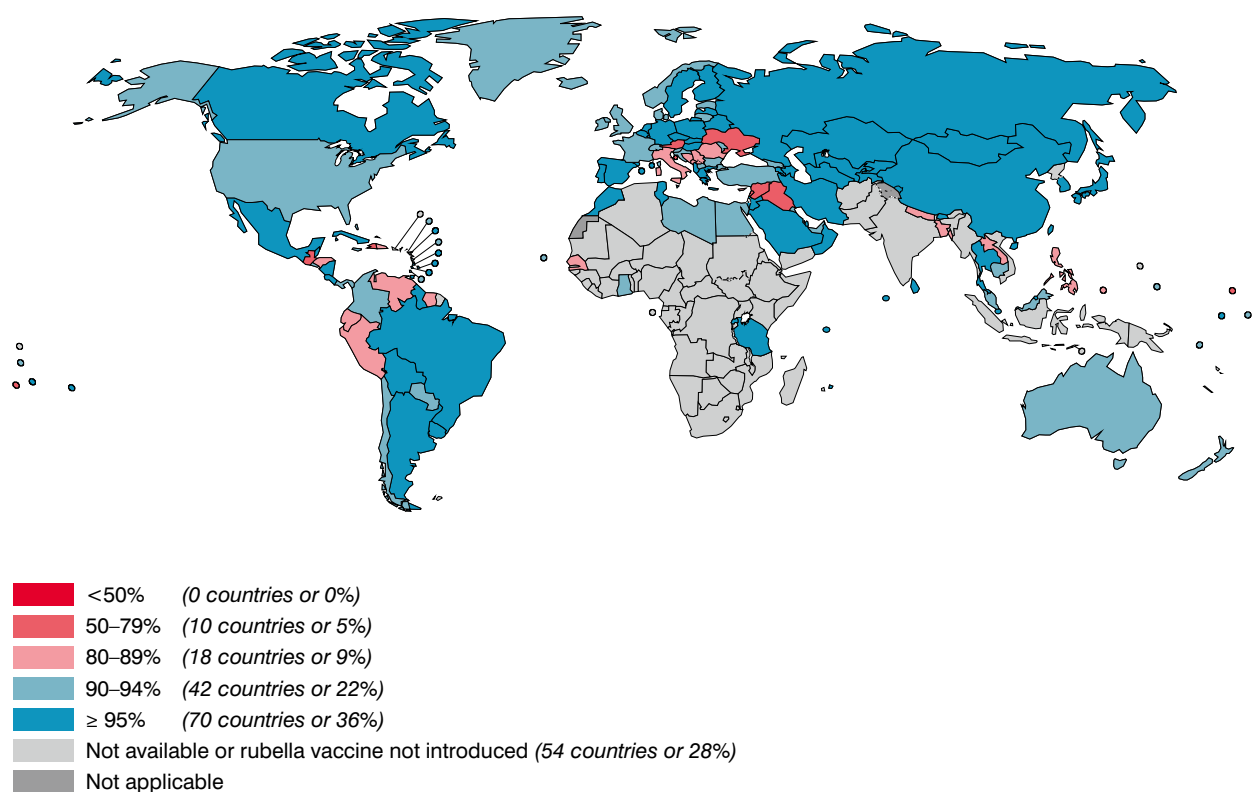 <50% (0 countries or 0%)
50–79% (10 countries or 5%)
80–89% (18 countries or 9%)
90–94% (42 countries or 22%)
≥ 95% (70 countries or 36%)
Not available or rubella vaccine not introduced (54 countries or 28%)
Not applicable